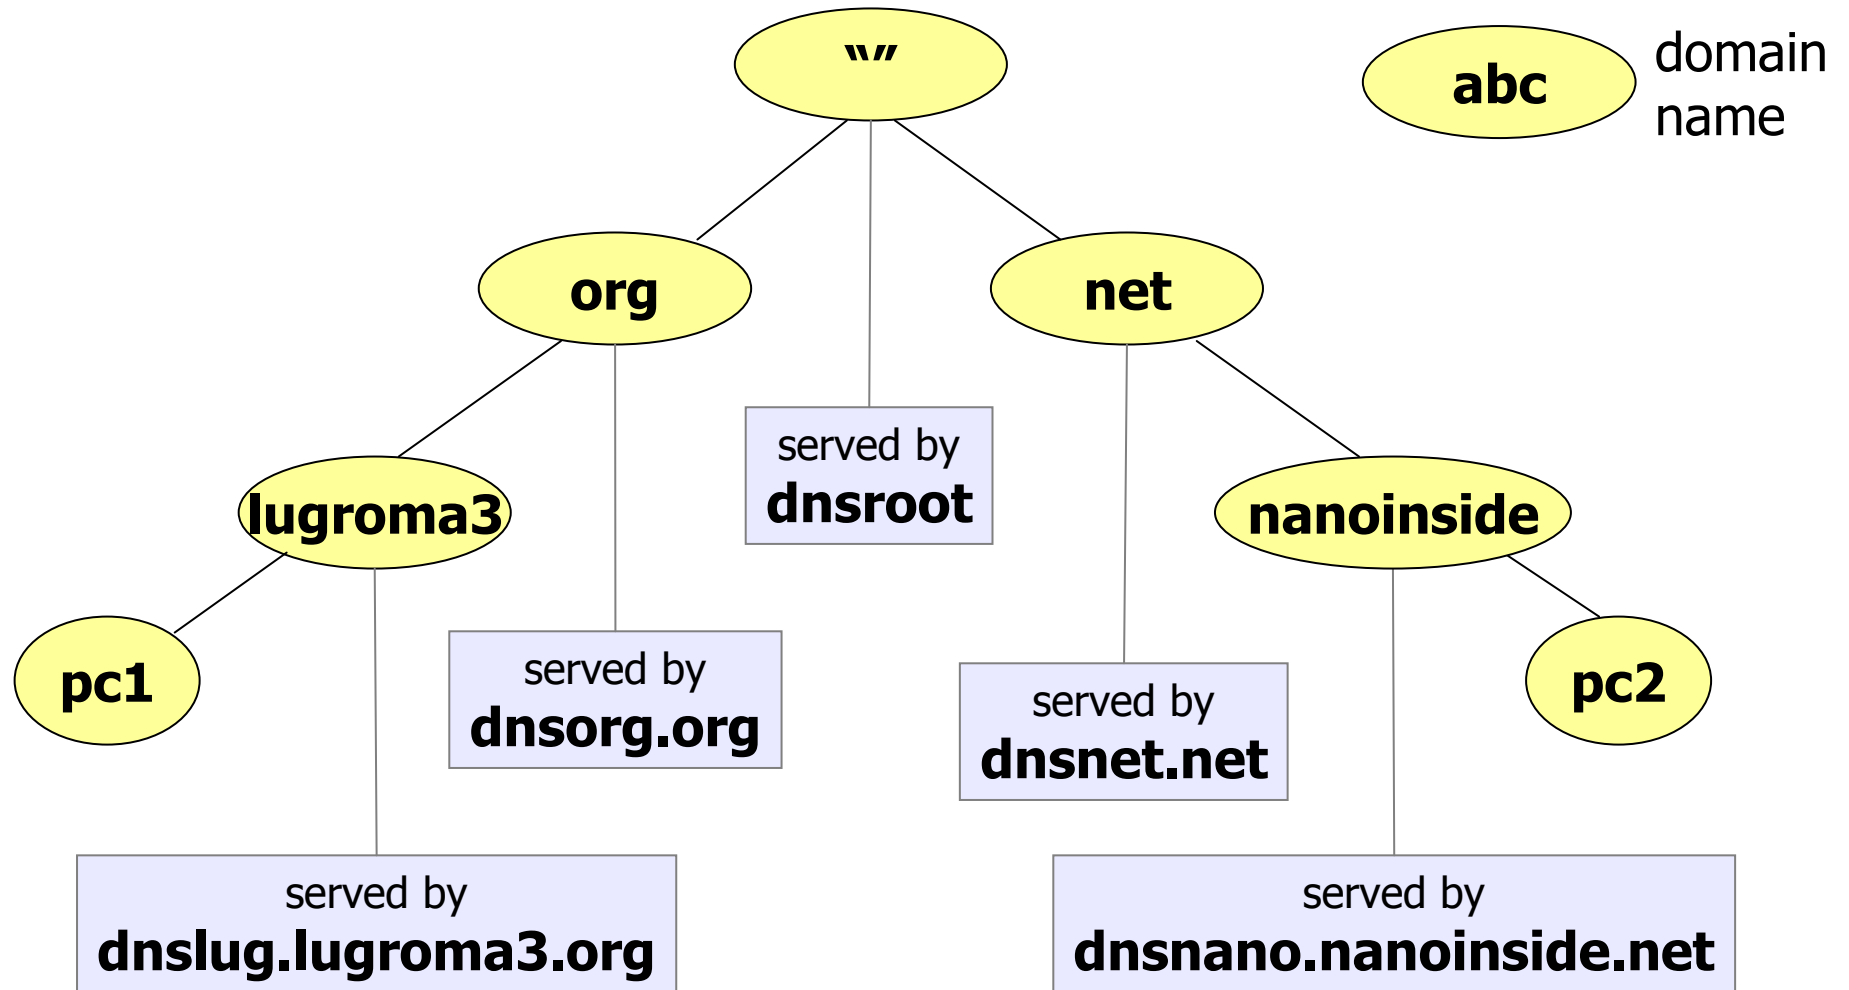 “”
abc
domain
name
org
net
served by
dnsroot
lugroma3
nanoinside
pc1
served by
dnsorg.org
served by
dnsnet.net
pc2
served by
dnslug.lugroma3.org
served by
dnsnano.nanoinside.net